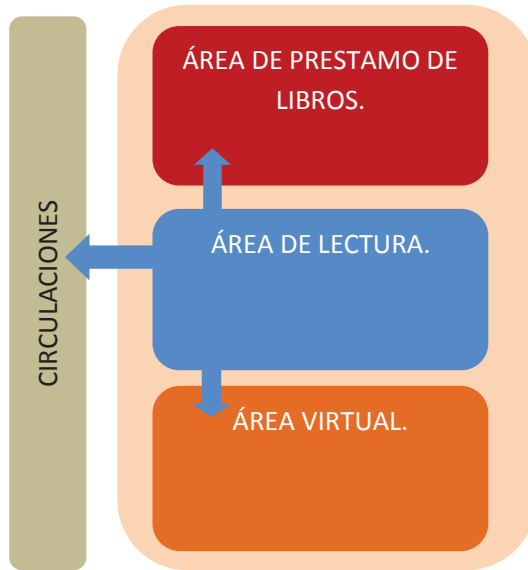 CIRCULACIONES
ÁREA DE PRESTAMO DE
LIBROS.
ÁREA DE LECTURA.
ÁREA VIRTUAL.